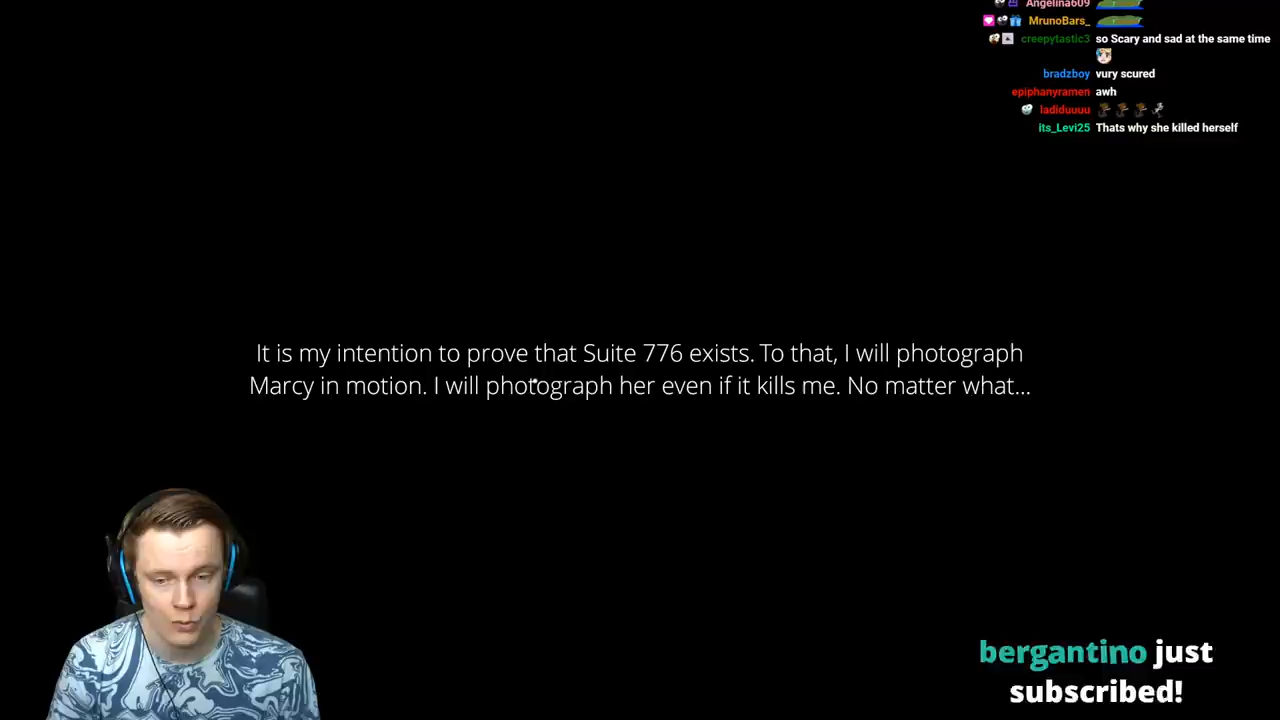 Angelina609
MrunoBars_
creepytastic3 so Scary and sad at the same time
bradzboy vury scured
epiphanyramen awh
ladiduuuu
its_Levi25 Thats why she killed herself
It is my intention to prove that Suite 776 exists. To that, I will photograph
Marcy in motion. I will photograph her even if it kills me. No matter what...
bergantino just
subscribed!